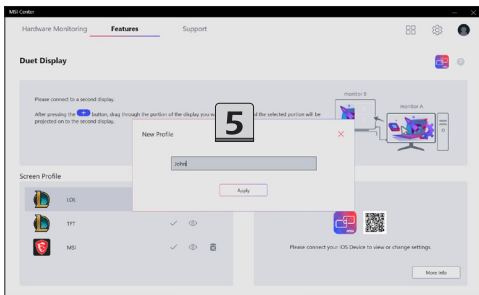 MSI Center
Hardware Monitoring Features Support
Duet Display
Please connect to a second display.
After pressing the button, drag through the portion of the display you wa d the selected portion will be
projected on to the second display.
monitor B
monitor A
5
New Profile
John
Apply
Screen Profile
LOL
TFT
MSI
Please connect your iOS Device to view or change settings
More Info